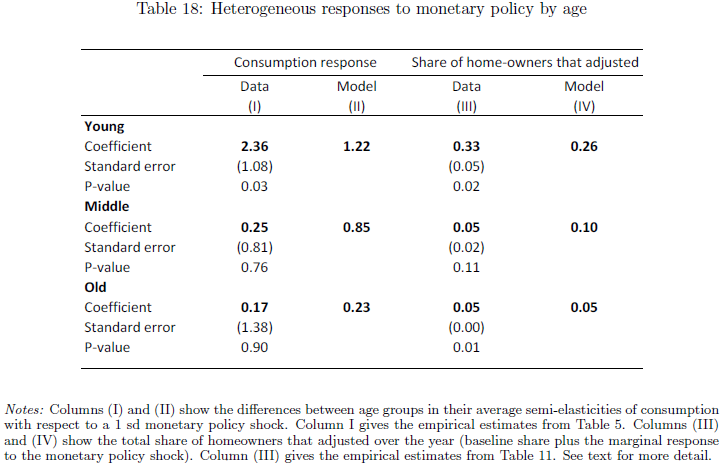 Table 18: Heterogeneous responses to monetary policy by age
Consumption response Share of home-owners that adjusted
Data Model Data Model
(I) (II) (III) (IV)
Young
Coefficient 2.36 1.22 0.33 0.26
Standard error (1.08) (0.05)
P-value 0.03 0.02
Middle
Coefficient 0.25 0.85 0.05 0.10
Standard error (0.81) (0.02)
P-value 0.76 0.11
Old
Coefficient 0.17 0.23 0.05 0.05
Standard error (1.38) (0.00)
P-value 0.90 0.01
Notes: Columns (I) and (II) show the differences between age groups in their average semi-elasticities of consumption
with respect to a 1 sd monetary policy shock. Column I gives the empirical estimates from Table 5. Columns (III)
and (IV) show the total share of homeowners that adjusted over the year (baseline share plus the marginal response
to the monetary policy shock). Column (III) gives the empirical estimates from Table 11. See text for more detail.